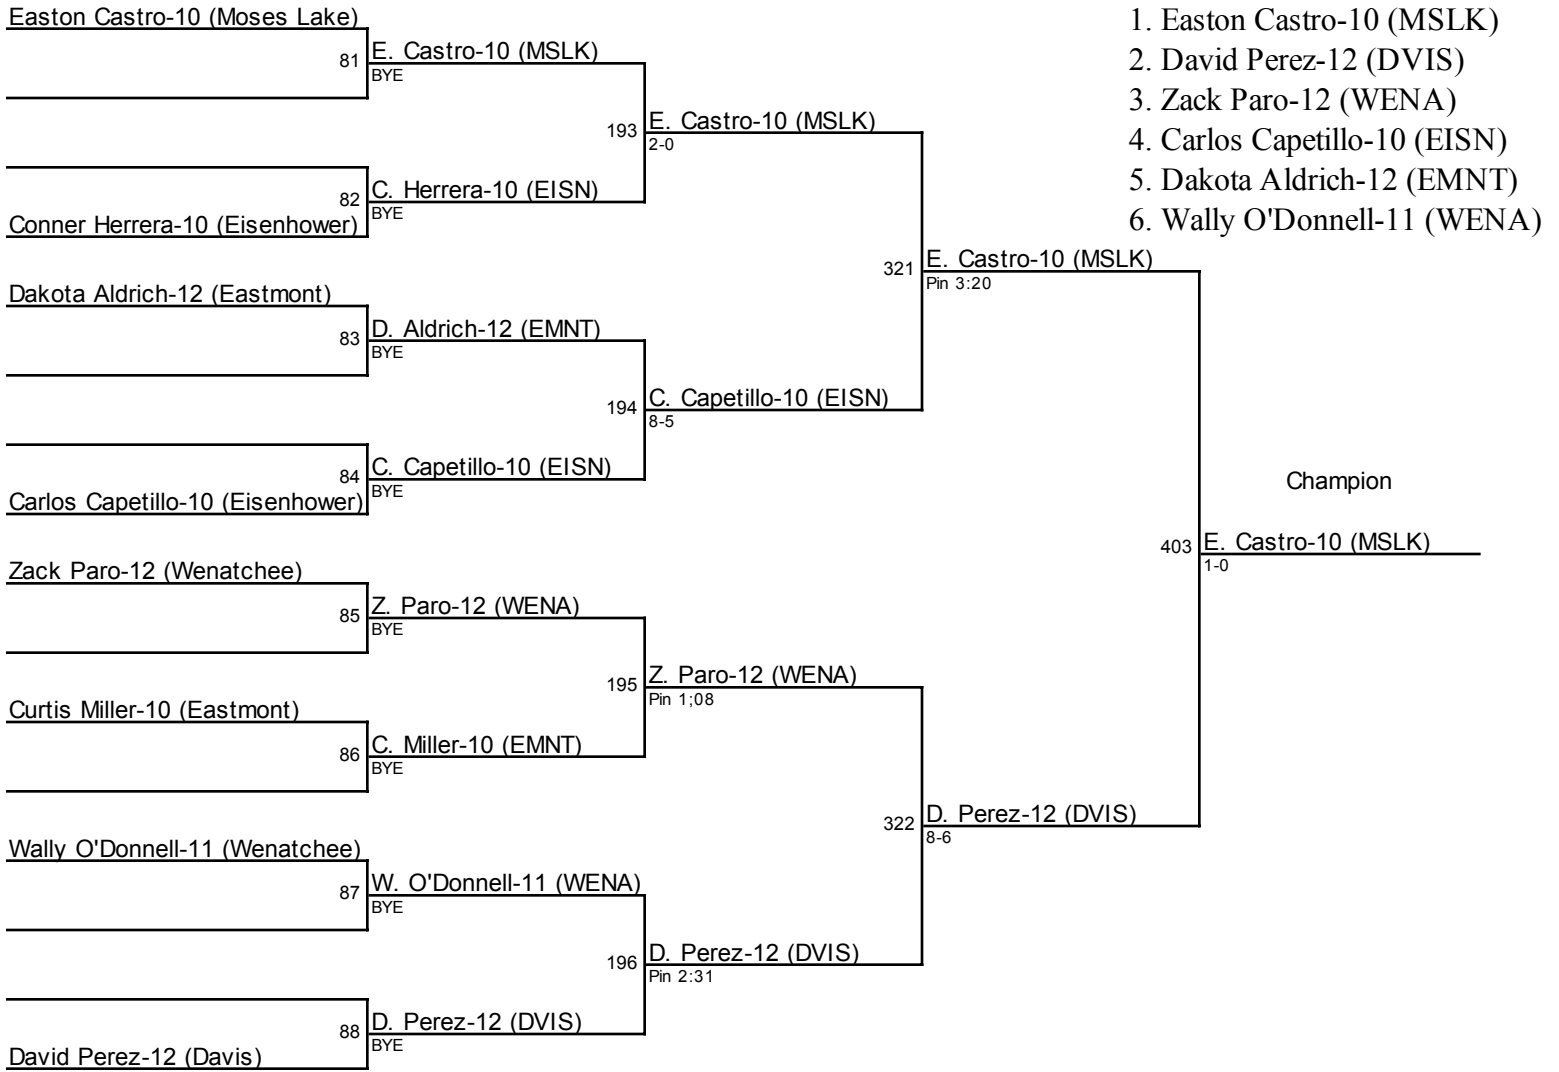 Easton Castro-10 (Moses Lake)
81
E. Castro-10 (MSLK)
BYE
193
E. Castro-10 (MSLK)
2-0
82
C. Herrera-10 (EISN)
BYE
Conner Herrera-10 (Eisenhower)
321
E. Castro-10 (MSLK)
Pin 3:20
Dakota Aldrich-12 (Eastmont)
83
D. Aldrich-12 (EMNT)
BYE
194
C. Capetillo-10 (EISN)
8-5
84
C. Capetillo-10 (EISN)
BYE
Carlos Capetillo-10 (Eisenhower)
Champion
403
E. Castro-10 (MSLK)
1-0
Zack Paro-12 (Wenatchee)
85
Z. Paro-12 (WENA)
BYE
195
Z. Paro-12 (WENA)
Pin 1;08
Curtis Miller-10 (Eastmont)
86
C. Miller-10 (EMNT)
BYE
322
D. Perez-12 (DVIS)
8-6
Wally O'Donnell-11 (Wenatchee)
87
W. O'Donnell-11 (WENA)
BYE
196
D. Perez-12 (DVIS)
Pin 2:31
88
D. Perez-12 (DVIS)
BYE
David Perez-12 (Davis)
1. Easton Castro-10 (MSLK)
2. David Perez-12 (DVIS)
3. Zack Paro-12 (WENA)
4. Carlos Capetillo-10 (EISN)
5. Dakota Aldrich-12 (EMNT)
6. Wally O'Donnell-11 (WENA)